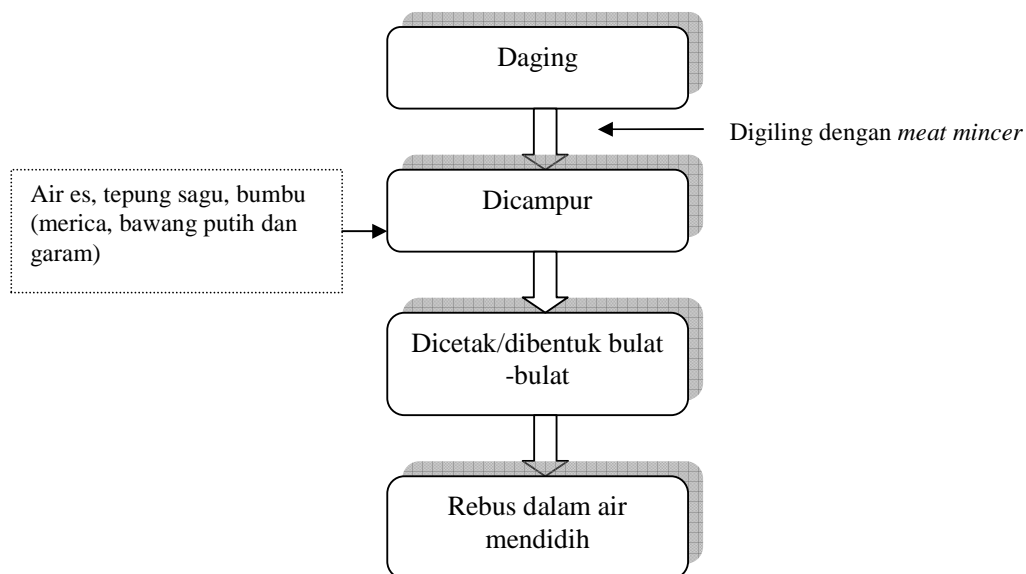 Daging
Digiling dengan meat mincer
Air es, tepung sagu, bumbu
(merica, bawang putih dan
garam)
Dicampur
Dicetak/dibentuk bulat
-bulat
Rebus dalam air
mendidih